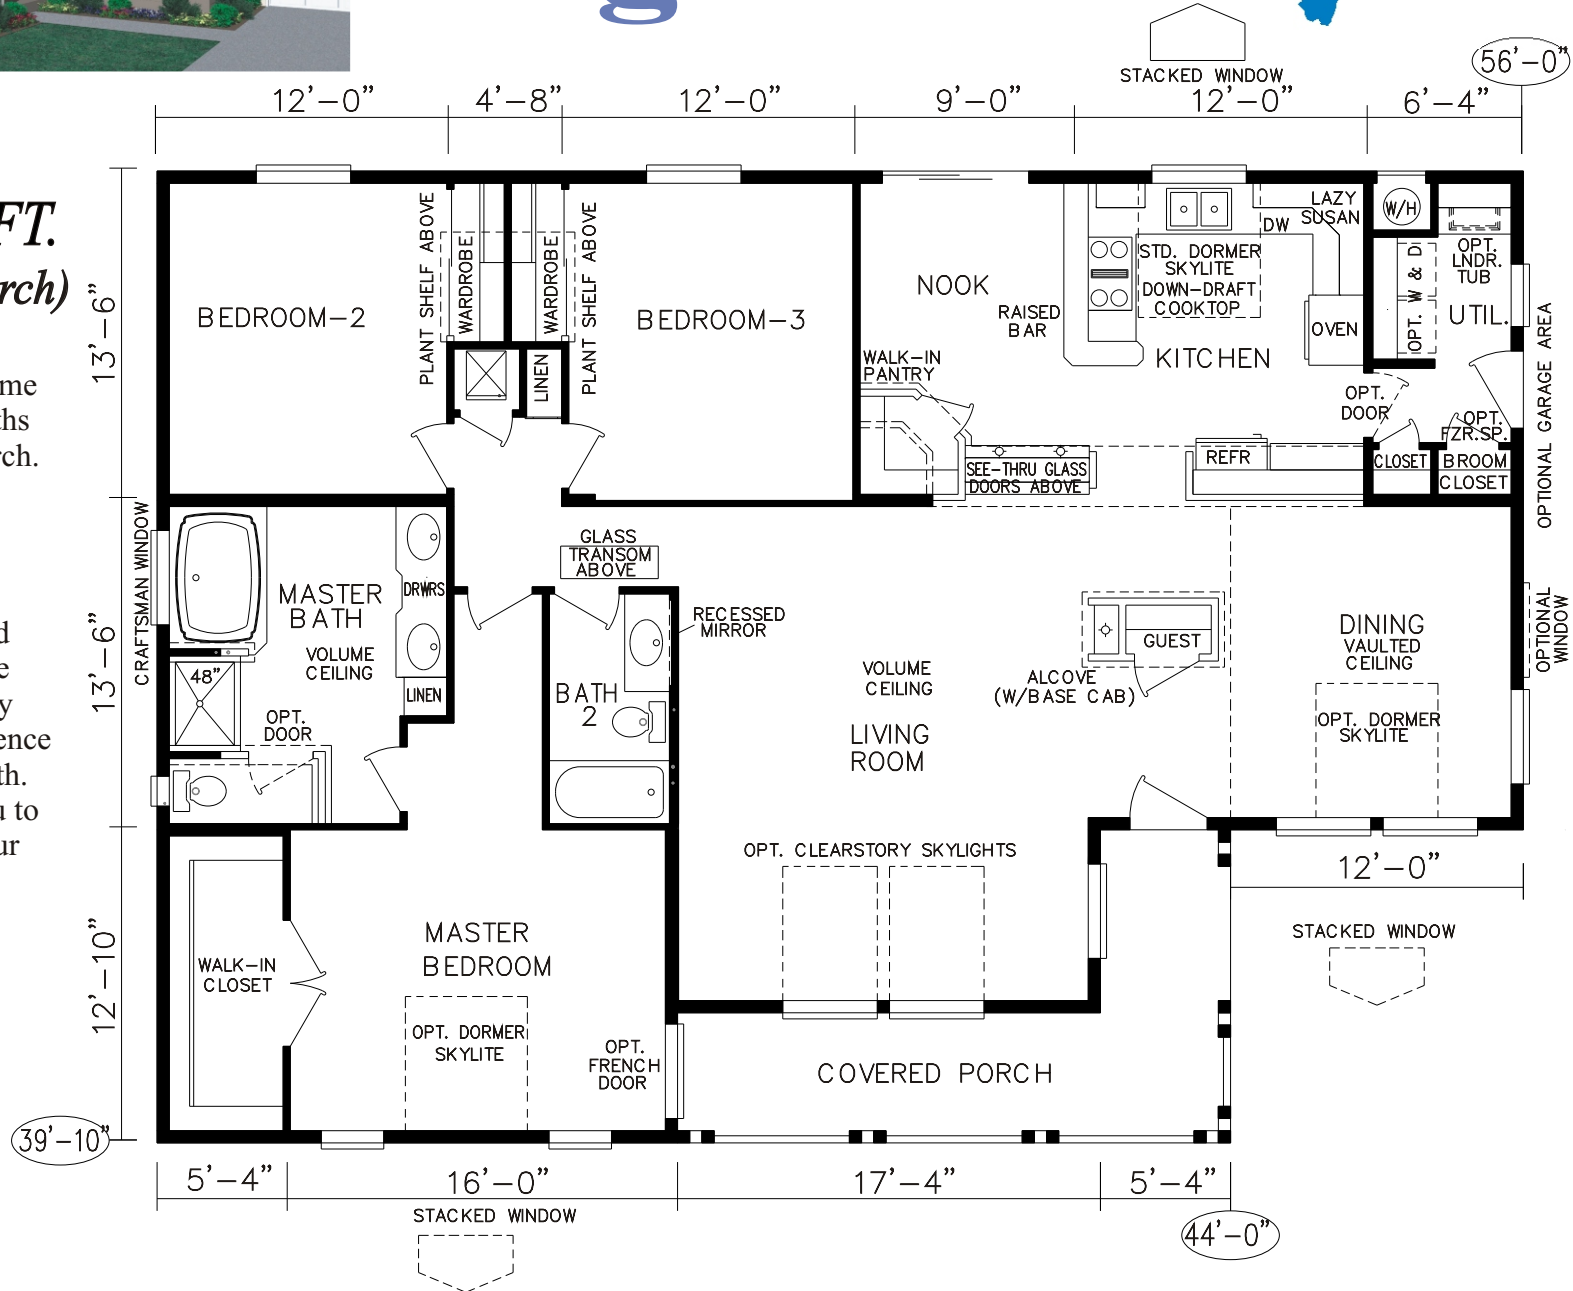 g
STACKED WINDOW
56'-0"
12'-0"
4'-8"
12'-0"
9'-0"
12'-0"
6'-4"
FT.
rch)
me
ths
rch.
d
e
y
ence
th.
u to
ur
13'-6"
13'-6"
12'-10"
39'-10"
BEDROOM-2
PLANT SHELF ABOVE
WARDROBE
WARDROBE
PLANT SHELF ABOVE
LINEN
BEDROOM-3
NOOK
RAISED
BAR
WALK-IN
PANTRY
STD. DORMER
SKYLITE
DOWN-DRAFT
COOKTOP
DW
LAZY
SUSAN
OVEN
KITCHEN
W/H
OPT.
LNDR.
TUB
OPT. W & D
UTIL.
OPT.
DOOR
OPT.
FZR.SP.
CLOSET
BROOM
CLOSET
REFR
SEE-THRU GLASS
DOORS ABOVE
OPTIONAL GARAGE AREA
CRAFTSMAN WINDOW
MASTER
BATH
VOLUME
CEILING
DRWRS
LINEN
48"
OPT.
DOOR
GLASS
TRANSOM
ABOVE
BATH
2
RECESSED
MIRROR
VOLUME
CEILING
LIVING
ROOM
GUEST
ALCOVE
(W/BASE CAB)
DINING
VAULTED
CEILING
OPT. DORMER
SKYLITE
OPTIONAL
WINDOW
OPT. CLEARSTORY SKYLIGHTS
12'-0"
STACKED WINDOW
WALK-IN
CLOSET
MASTER
BEDROOM
OPT. DORMER
SKYLITE
OPT.
FRENCH
DOOR
COVERED PORCH
5'-4"
16'-0"
17'-4"
5'-4"
STACKED WINDOW
44'-0"